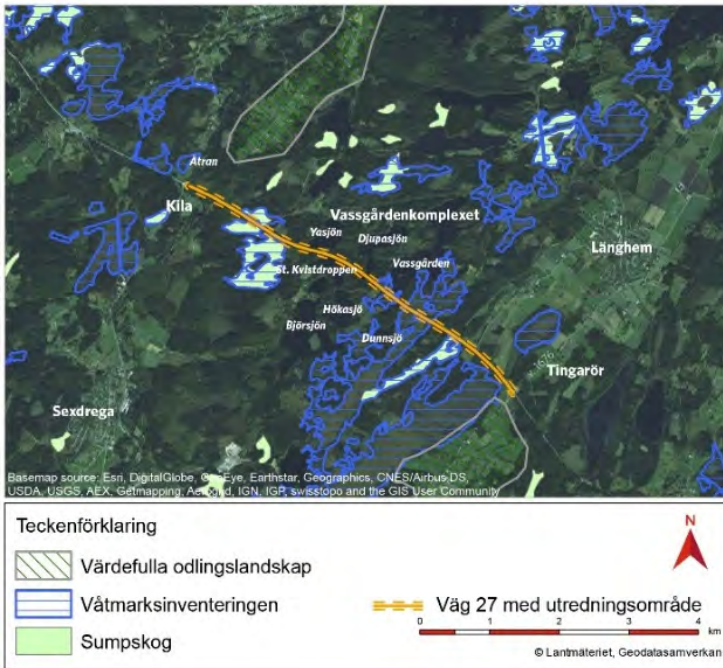 Åtran
Kila
Vassgårdenkomplexet
Yasjön
Djupasjön
Länghem
St. Kvistdroppen
Vassgården
Hökasjö
Björsjön
Dunnsjö
Tingarör
Sexdrega
Basemap source: Esri, DigitalGlobe, GeoEye, Earthstar, Geographics, CNES/Airbus DS,
USDA, USGS, AEX, Getmapping, Aerogrid, IGN, IGP, swisstopo and the GIS User Community
Teckenförklaring
N
Värdefulla odlingslandskap
Våtmarksinventeringen
Väg 27 med utredningsområde
Sumpskog
0 1 2 3 4
km
© Lantmäteriet, Geodatasamverkan